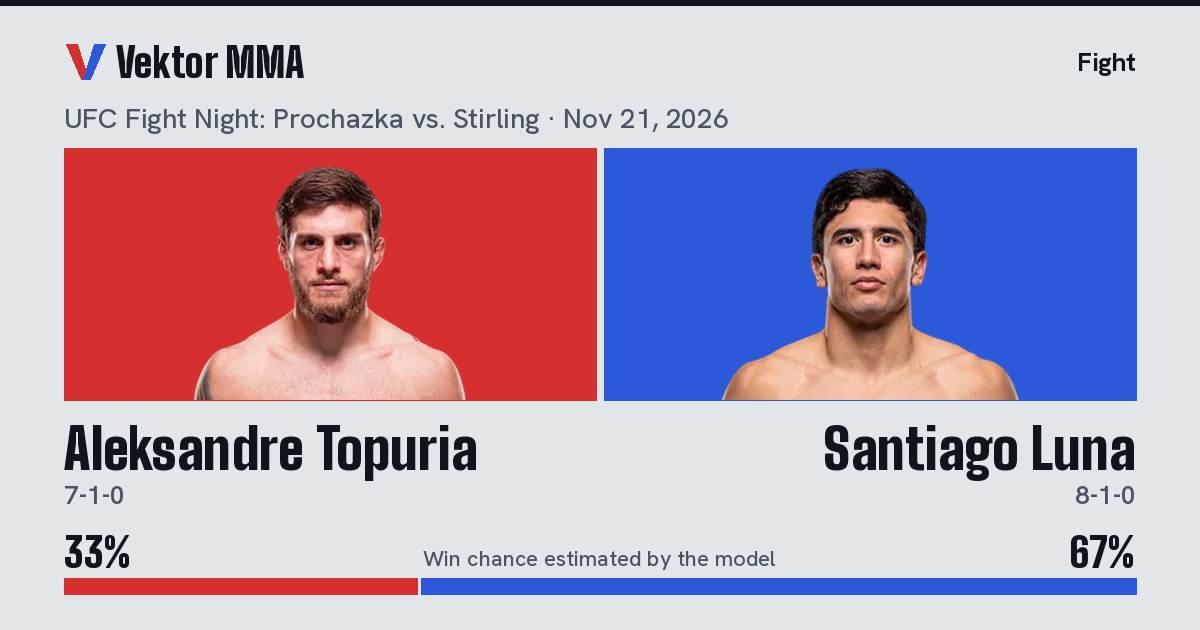 Vektor MMA
Fight
UFC Fight Night: Prochazka vs. Stirling · Nov 21, 2026
Aleksandre Topuria
Santiago Luna
7-1-0
8-1-0
33%
Win chance estimated by the model
67%